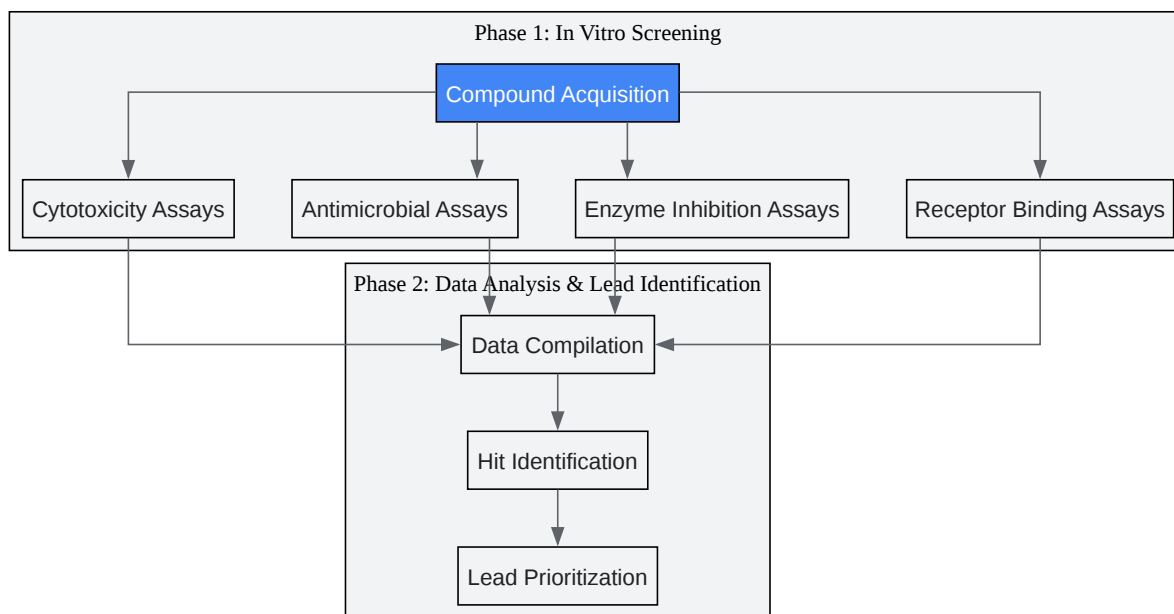 Phase 1: In Vitro Screening
Compound Acquisition
Cytotoxicity Assays
Antimicrobial Assays
Enzyme Inhibition Assays
Receptor Binding Assays
Phase 2: Data Analysis & Lead Identification
Data Compilation
Hit Identification
Lead Prioritization